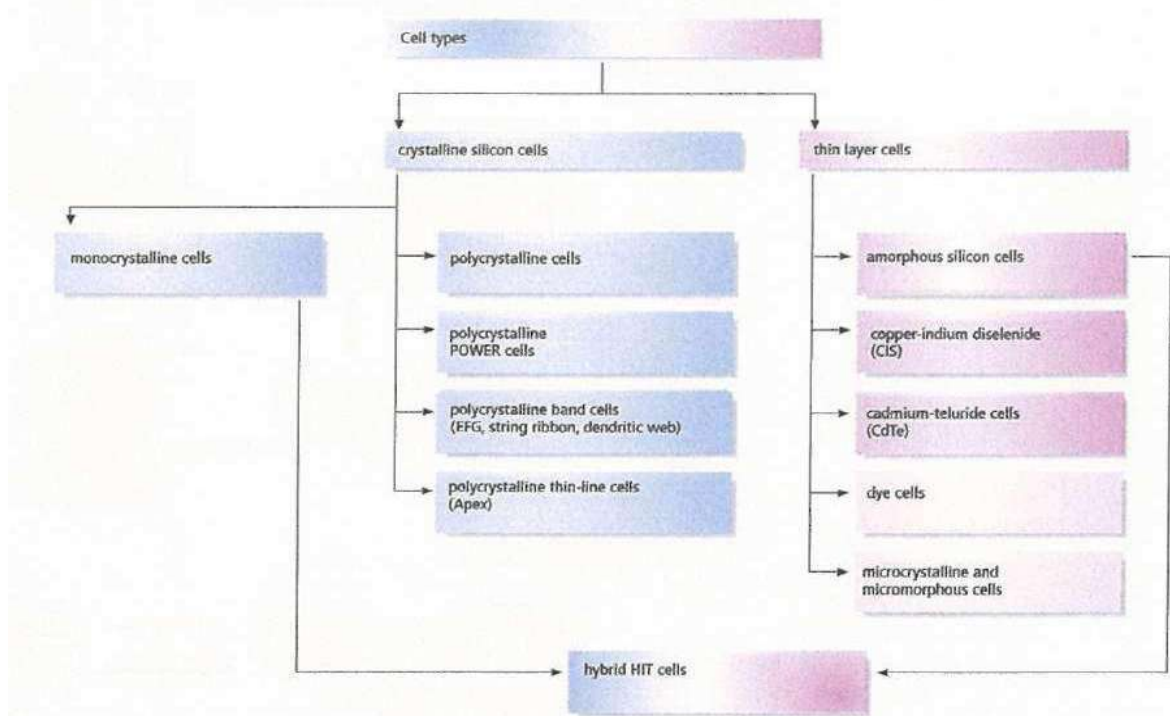 Cell types
crystalline silicon cells
thin layer cells
monocrystalline cells
polycrystalline cells
polycrystalline
POWER cells
polycrystalline band cells
(EFG, string ribbon, dendritic web)
polycrystalline thin-line cells
(Apex)
amorphous silicon cells
copper-indium diselenide
(CIS)
cadmium-teluride cells
(CdTe)
dye cells
microcrystalline and
micromorphous cells
hybrid HIT cells